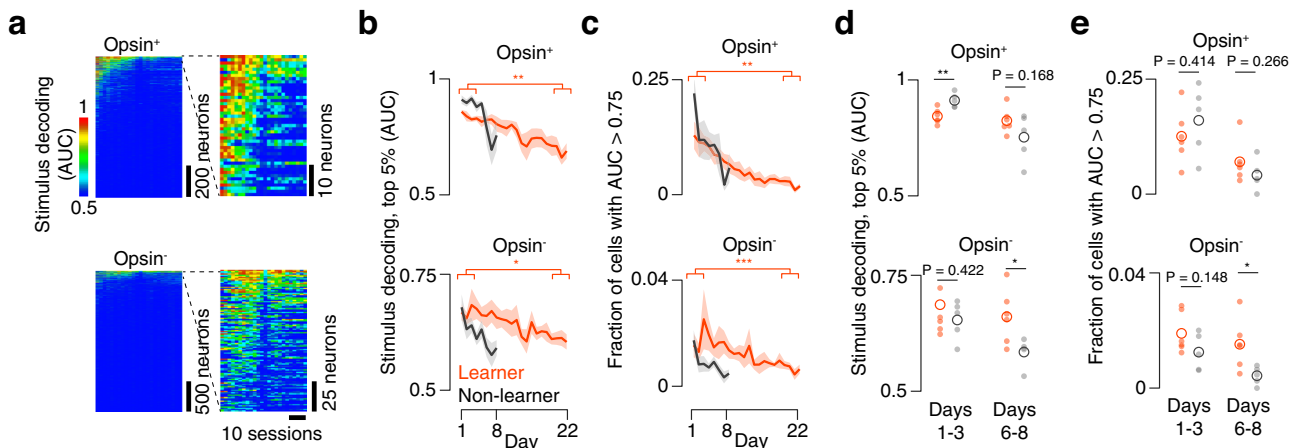 a
Opsin⁺
Stimulus decoding
(AUC)
1
0.5
200 neurons
10 neurons
Opsin⁻
500 neurons
25 neurons
10 sessions
b
Opsin⁺
Stimulus decoding, top 5% (AUC)
1
0.5
**
Opsin⁻
0.75
0.5
*
Learner
Non-learner
1
8
22
Day
c
Opsin⁺
Fraction of cells with AUC > 0.75
0.25
0
**
Opsin⁻
0.04
0
***
1
8
22
Day
d
Opsin⁺
Stimulus decoding, top 5% (AUC)
1
0.5
**
P = 0.168
Opsin⁻
0.75
0.5
P = 0.422
*
Days
1-3
Days
6-8
e
Opsin⁺
Fraction of cells with AUC > 0.75
P = 0.414
P = 0.266
0.25
0
Opsin⁻
0.04
0
P = 0.148
*
Days
1-3
Days
6-8